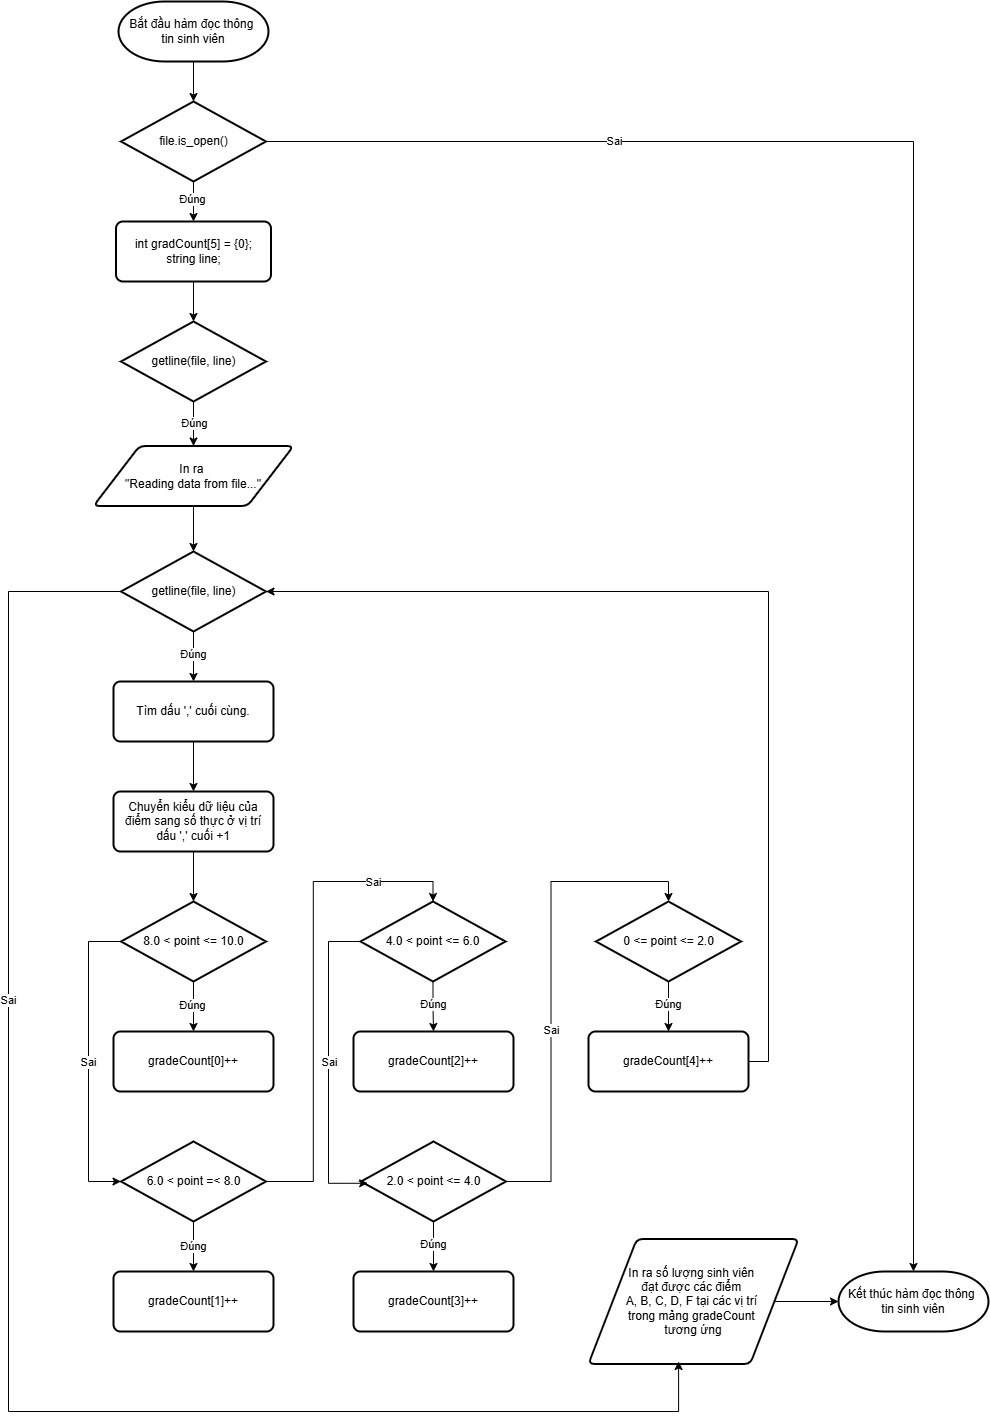 Bắt đầu hàm đọc thông
tin sinh viên
file.is_open()
Sai
Đúng
int gradCount[5] = {0};
string line;
getline(file, line)
Đúng
In ra
"Reading data from file..."
getline(file, line)
Đúng
Tìm dấu ',' cuối cùng.
Chuyển kiểu dữ liệu của
điểm sang số thực ở vị trí
dấu ',' cuối +1
Sai
8.0 < point <= 10.0
4.0 < point <= 6.0
0 <= point <= 2.0
Sai
Đúng
Đúng
Đúng
Sai
Sai
Sai
gradeCount[0]++
gradeCount[2]++
gradeCount[4]++
6.0 < point =< 8.0
2.0 < point <= 4.0
Đúng
Đúng
gradeCount[1]++
gradeCount[3]++
In ra số lượng sinh viên
đạt được các điểm
A, B, C, D, F tại các vị trí
trong mảng gradeCount
tương ứng
Kết thúc hàm đọc thông
tin sinh viên